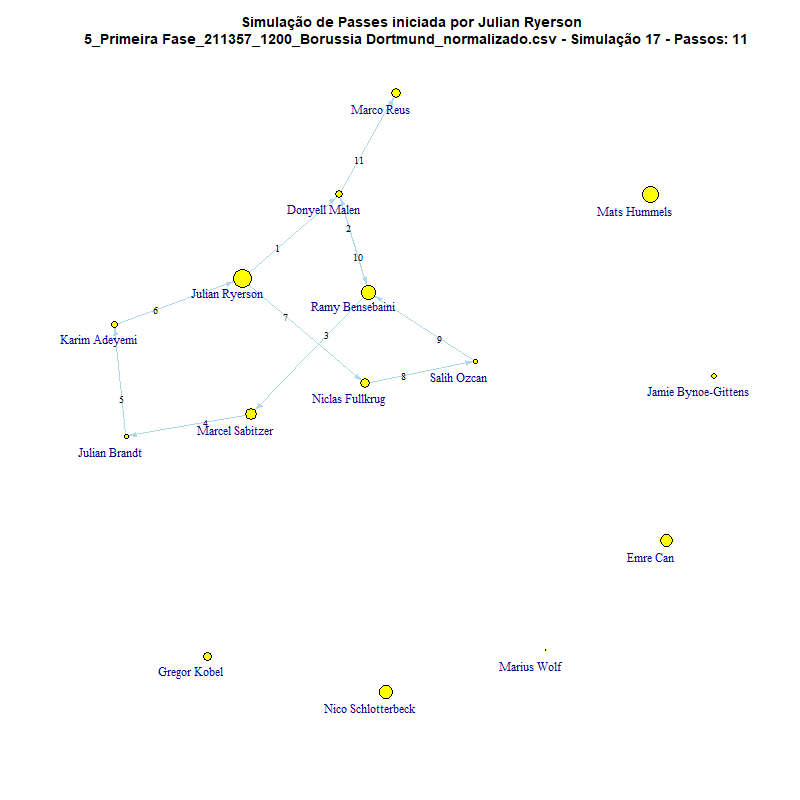 Simulação de Passes iniciada por Julian Ryerson
5_Primeira Fase_211357_1200_Borussia Dortmund_normalizado.csv - Simulação 17 - Passos: 11
Marco Reus
11
Donyell Malen
Mats Hummels
2
1
10
Julian Ryerson
Ramy Bensebaini
6
7
3
9
Karim Adeyemi
8
Salih Ozcan
Jamie Bynoe-Gittens
5
Niclas Fullkrug
4
Marcel Sabitzer
Julian Brandt
Emre Can
Marius Wolf
Gregor Kobel
Nico Schlotterbeck